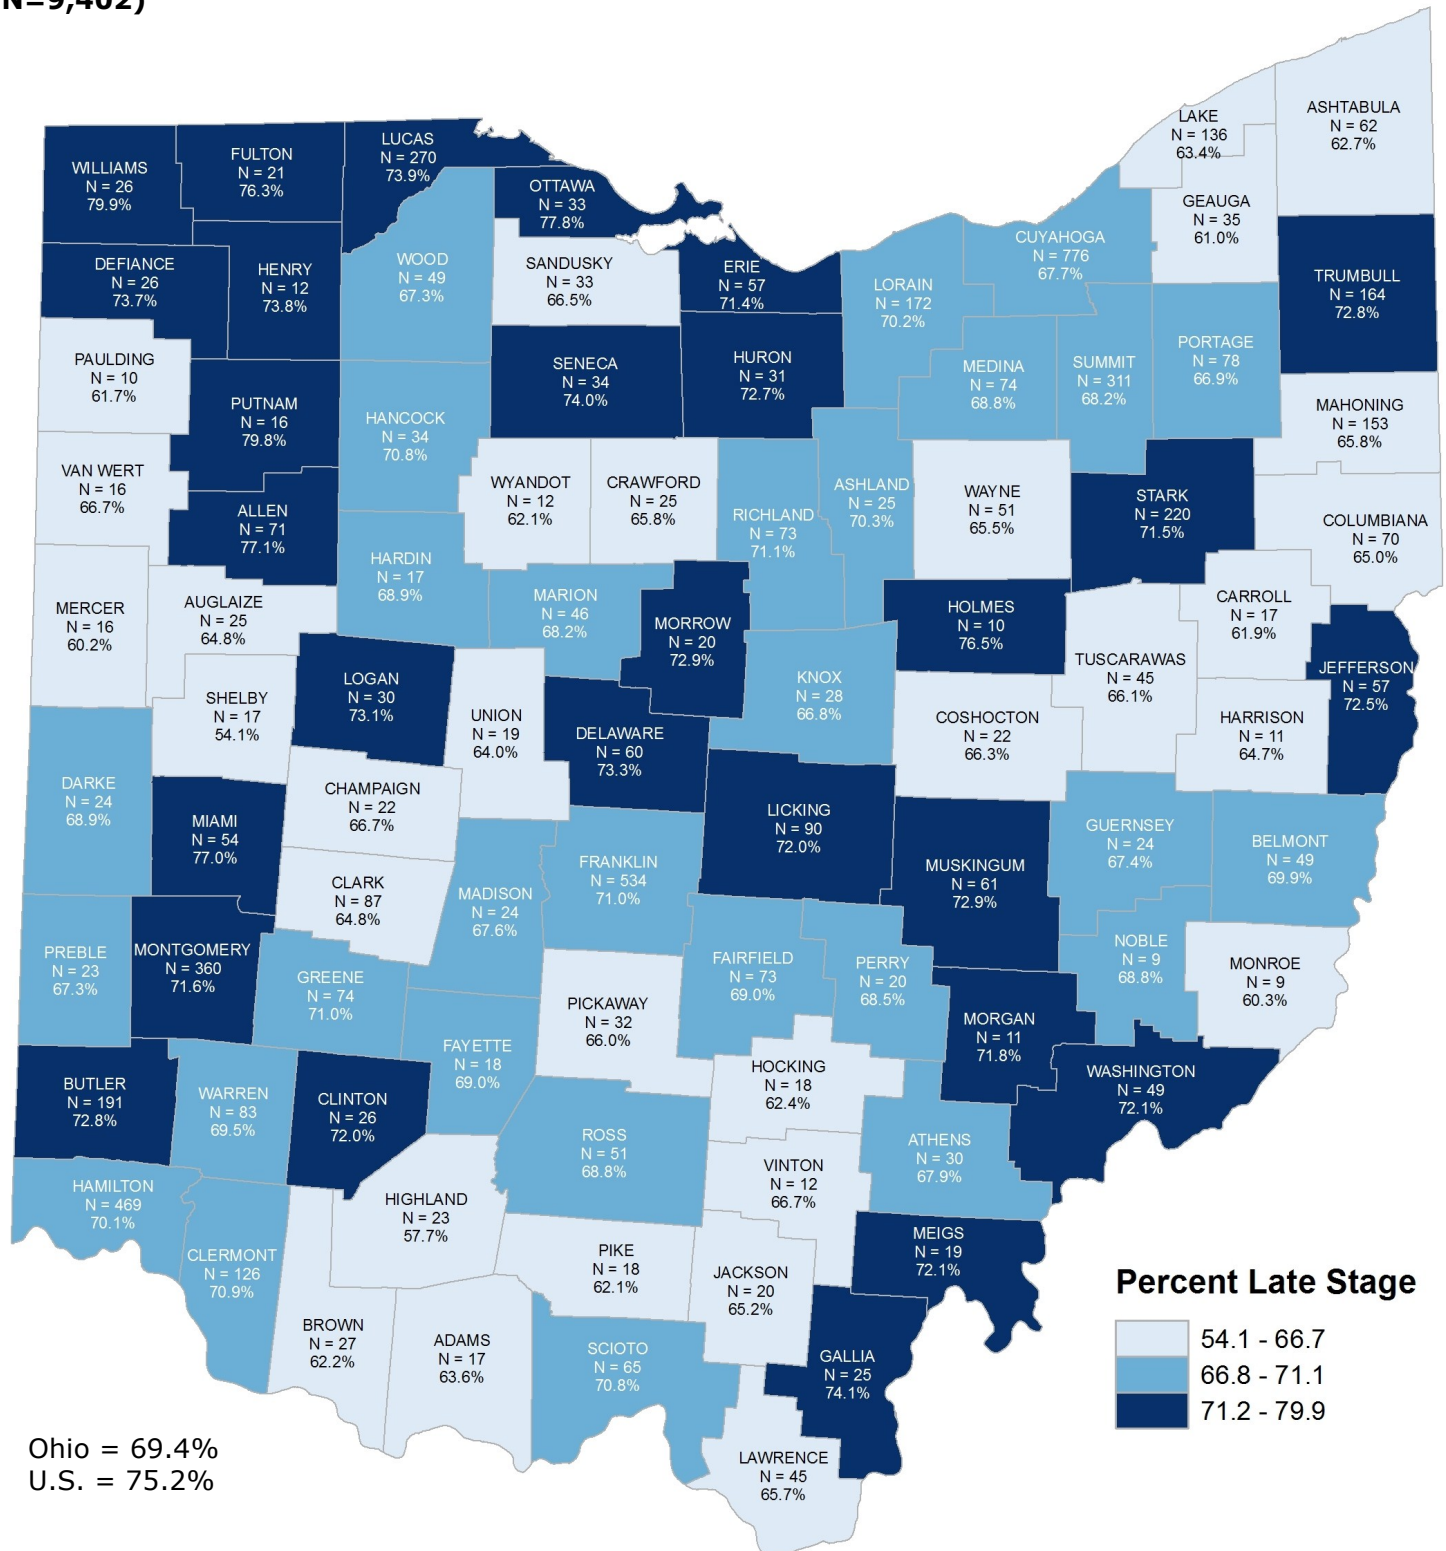 N=9,402)
LAKE
N = 136
63.4%
ASHTABULA
N = 62
62.7%
WILLIAMS
N = 26
79.9%
FULTON
N = 21
76.3%
LUCAS
N = 270
73.9%
OTTAWA
N = 33
77.8%
GEAUGA
N = 35
61.0%
DEFIANCE
N = 26
73.7%
HENRY
N = 12
73.8%
WOOD
N = 49
67.3%
SANDUSKY
N = 33
66.5%
ERIE
N = 57
71.4%
LORAIN
N = 172
70.2%
CUYAHOGA
N = 776
67.7%
TRUMBULL
N = 164
72.8%
PAULDING
N = 10
61.7%
PUTNAM
N = 16
79.8%
HANCOCK
N = 34
70.8%
SENECA
N = 34
74.0%
HURON
N = 31
72.7%
MEDINA
N = 74
68.8%
SUMMIT
N = 311
68.2%
PORTAGE
N = 78
66.9%
MAHONING
N = 153
65.8%
VAN WERT
N = 16
66.7%
ALLEN
N = 71
77.1%
WYANDOT
N = 12
62.1%
CRAWFORD
N = 25
65.8%
RICHLAND
N = 73
71.1%
ASHLAND
N = 25
70.3%
WAYNE
N = 51
65.5%
STARK
N = 220
71.5%
COLUMBIANA
N = 70
65.0%
MERCER
N = 16
60.2%
AUGLAIZE
N = 25
64.8%
HARDIN
N = 17
68.9%
MARION
N = 46
68.2%
MORROW
N = 20
72.9%
HOLMES
N = 10
76.5%
CARROLL
N = 17
61.9%
TUSCARAWAS
N = 45
66.1%
JEFFERSON
N = 57
72.5%
SHELBY
N = 17
54.1%
LOGAN
N = 30
73.1%
UNION
N = 19
64.0%
DELAWARE
N = 60
73.3%
KNOX
N = 28
66.8%
COSHOCTON
N = 22
66.3%
HARRISON
N = 11
64.7%
DARKE
N = 24
68.9%
MIAMI
N = 54
77.0%
CHAMPAIGN
N = 22
66.7%
LICKING
N = 90
72.0%
MUSKINGUM
N = 61
72.9%
GUERNSEY
N = 24
67.4%
BELMONT
N = 49
69.9%
CLARK
N = 87
64.8%
MADISON
N = 24
67.6%
FRANKLIN
N = 534
71.0%
PREBLE
N = 23
67.3%
MONTGOMERY
N = 360
71.6%
GREENE
N = 74
71.0%
FAIRFIELD
N = 73
69.0%
PERRY
N = 20
68.5%
NOBLE
N = 9
68.8%
MONROE
N = 9
60.3%
PICKAWAY
N = 32
66.0%
MORGAN
N = 11
71.8%
FAYETTE
N = 18
69.0%
HOCKING
N = 18
62.4%
WASHINGTON
N = 49
72.1%
BUTLER
N = 191
72.8%
WARREN
N = 83
69.5%
CLINTON
N = 26
72.0%
ROSS
N = 51
68.8%
ATHENS
N = 30
67.9%
VINTON
N = 12
66.7%
HAMILTON
N = 469
70.1%
HIGHLAND
N = 23
57.7%
CLERMONT
N = 126
70.9%
PIKE
N = 18
62.1%
JACKSON
N = 20
65.2%
MEIGS
N = 19
72.1%
BROWN
N = 27
62.2%
ADAMS
N = 17
63.6%
SCIOTO
N = 65
70.8%
GALLIA
N = 25
74.1%
LAWRENCE
N = 45
65.7%
Percent Late Stage
54.1 - 66.7
66.8 - 71.1
71.2 - 79.9
Ohio = 69.4%
U.S. = 75.2%